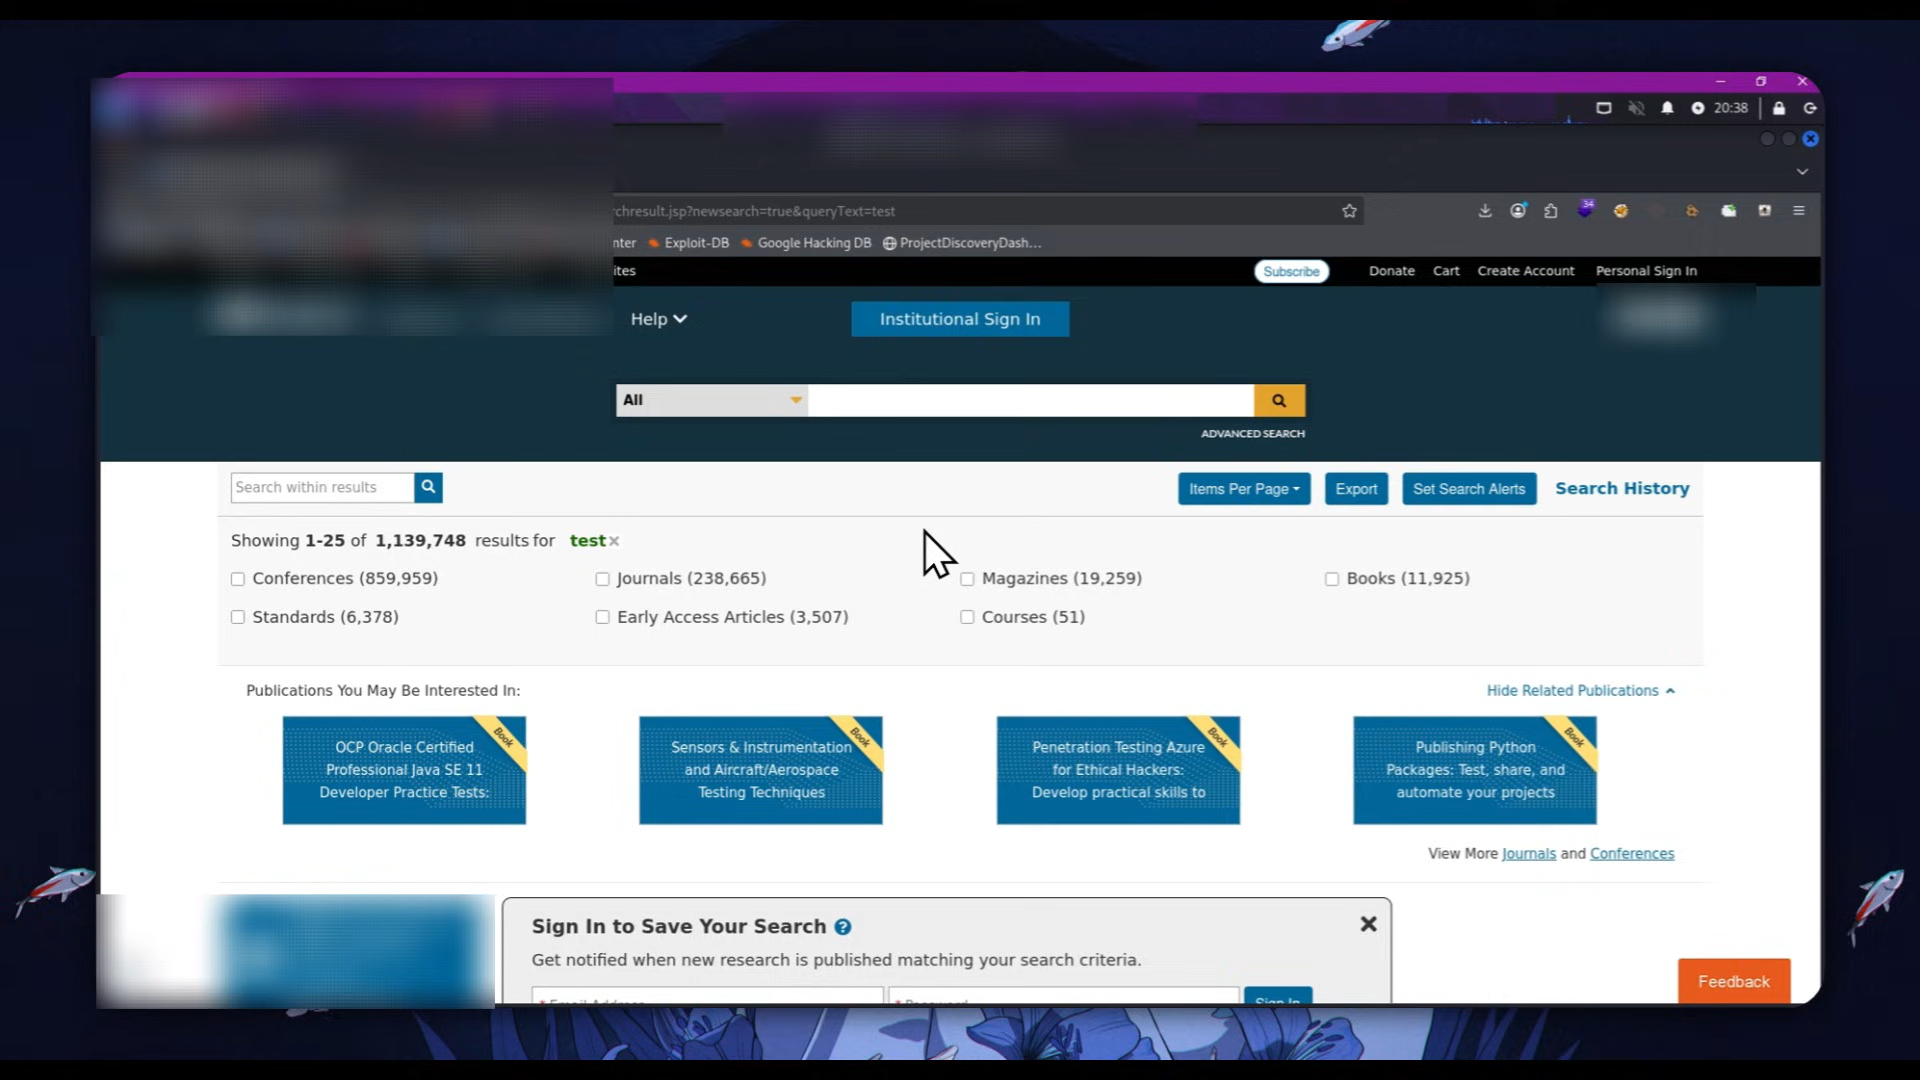 20:38
rchresult.jsp?newsearch=true&queryText=test
34
nter Exploit-DB Google Hacking DB ProjectDiscoveryDash...
ites Subscribe Donate Cart Create Account Personal Sign In
Help Institutional Sign In
All
ADVANCED SEARCH
Search within results Items Per Page Export Set Search Alerts Search History
Showing 1-25 of 1,139,748 results for test×
Conferences (859,959) Journals (238,665) Magazines (19,259) Books (11,925)
Standards (6,378) Early Access Articles (3,507) Courses (51)
Publications You May Be Interested In: Hide Related Publications
Book
OCP Oracle Certified
Professional Java SE 11
Developer Practice Tests:
Book
Sensors & Instrumentation
and Aircraft/Aerospace
Testing Techniques
Book
Penetration Testing Azure
for Ethical Hackers:
Develop practical skills to
Book
Publishing Python
Packages: Test, share, and
automate your projects
View More Journals and Conferences
Sign In to Save Your Search ?
Get notified when new research is published matching your search criteria.
* Email Address * Password Sign In
Feedback